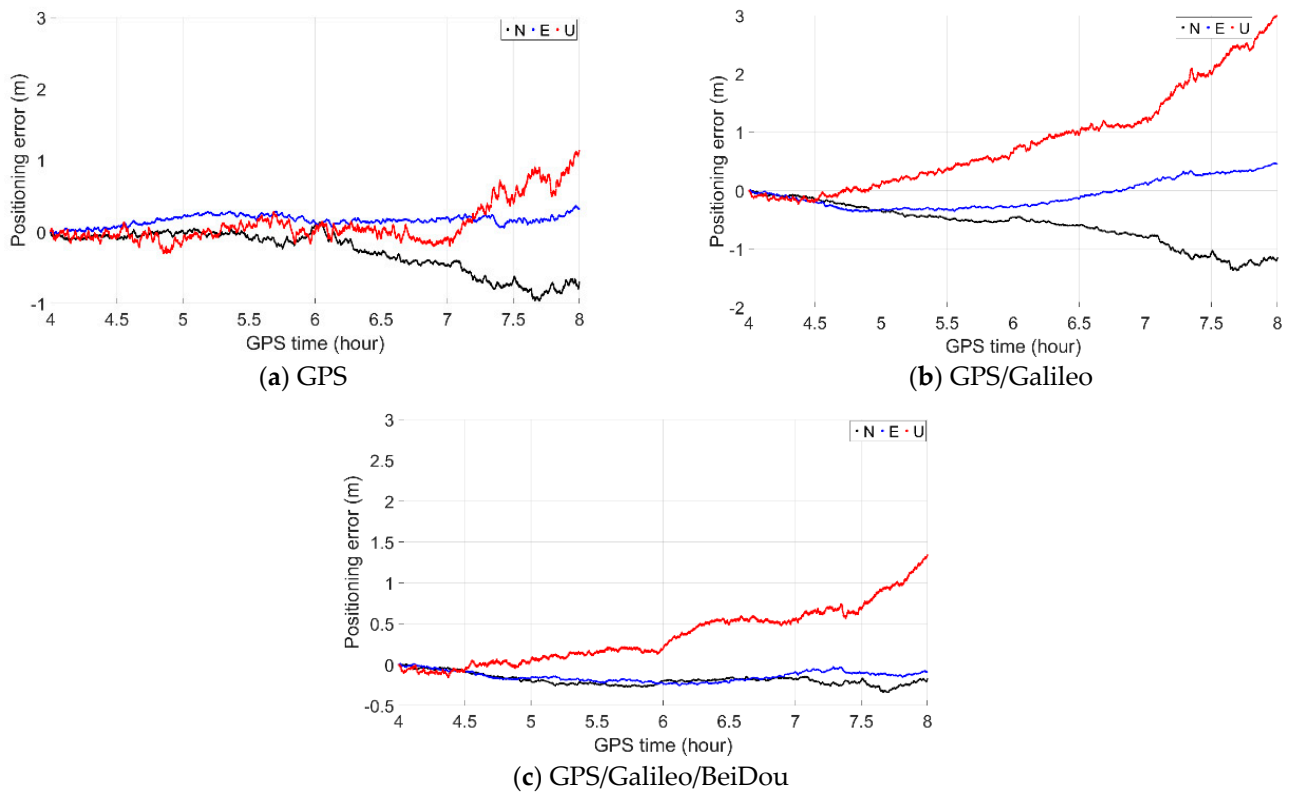 3
2
1
0
-1
Positioning error (m)
N E U
4 4.5 5 5.5 6 6.5 7 7.5 8
GPS time (hour)
(a) GPS
3
2
1
0
-1
-2
Positioning error (m)
N E U
4 4.5 5 5.5 6 6.5 7 7.5 8
GPS time (hour)
(b) GPS/Galileo
3
2.5
2
1.5
1
0.5
0
-0.5
Positioning error (m)
N E U
4 4.5 5 5.5 6 6.5 7 7.5 8
GPS time (hour)
(c) GPS/Galileo/BeiDou